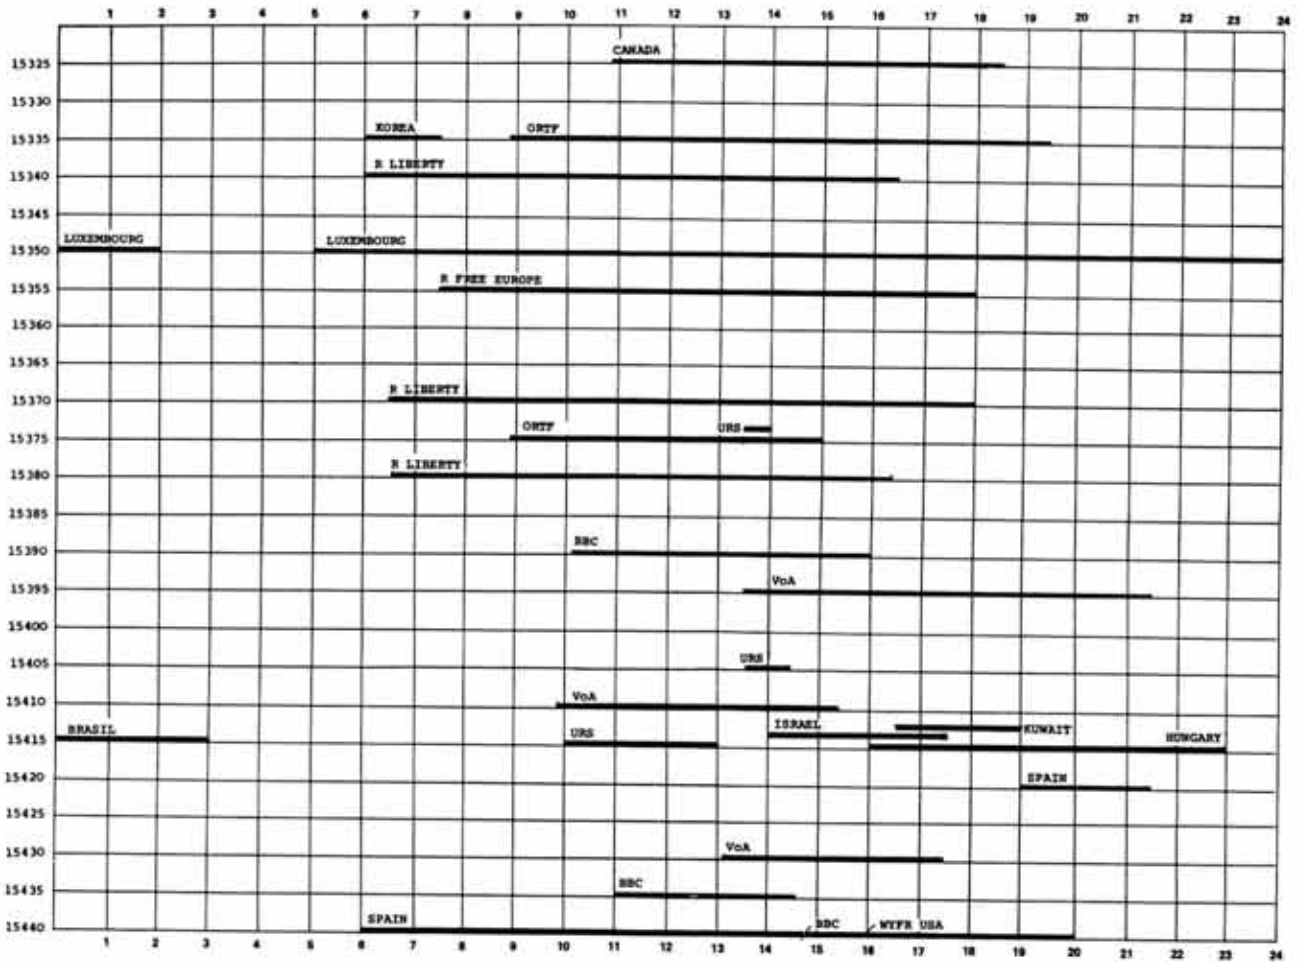 1 2 3 4 5 6 7 8 9 10 11 12 13 14 15 16 17 18 19 20 21 22 23 24
CANADA
15325
15330
KOREA ORTF
15335
R LIBERTY
15340
15345
LUXEMBOURG LUXEMBOURG
15350
R FREE EUROPE
15355
15360
15365
R LIBERTY
15370
ORTF URS
15375
R LIBERTY
15380
15385
BBC
15390
VoA
15395
15400
URS
15405
VoA
15410
BRASIL URS ISRAEL KUWAIT HUNGARY
15415
SPAIN
15420
15425
VoA
15430
BBC
15435
SPAIN BBC WYFR USA
15440
1 2 3 4 5 6 7 8 9 10 11 12 13 14 15 16 17 18 19 20 21 22 23 24